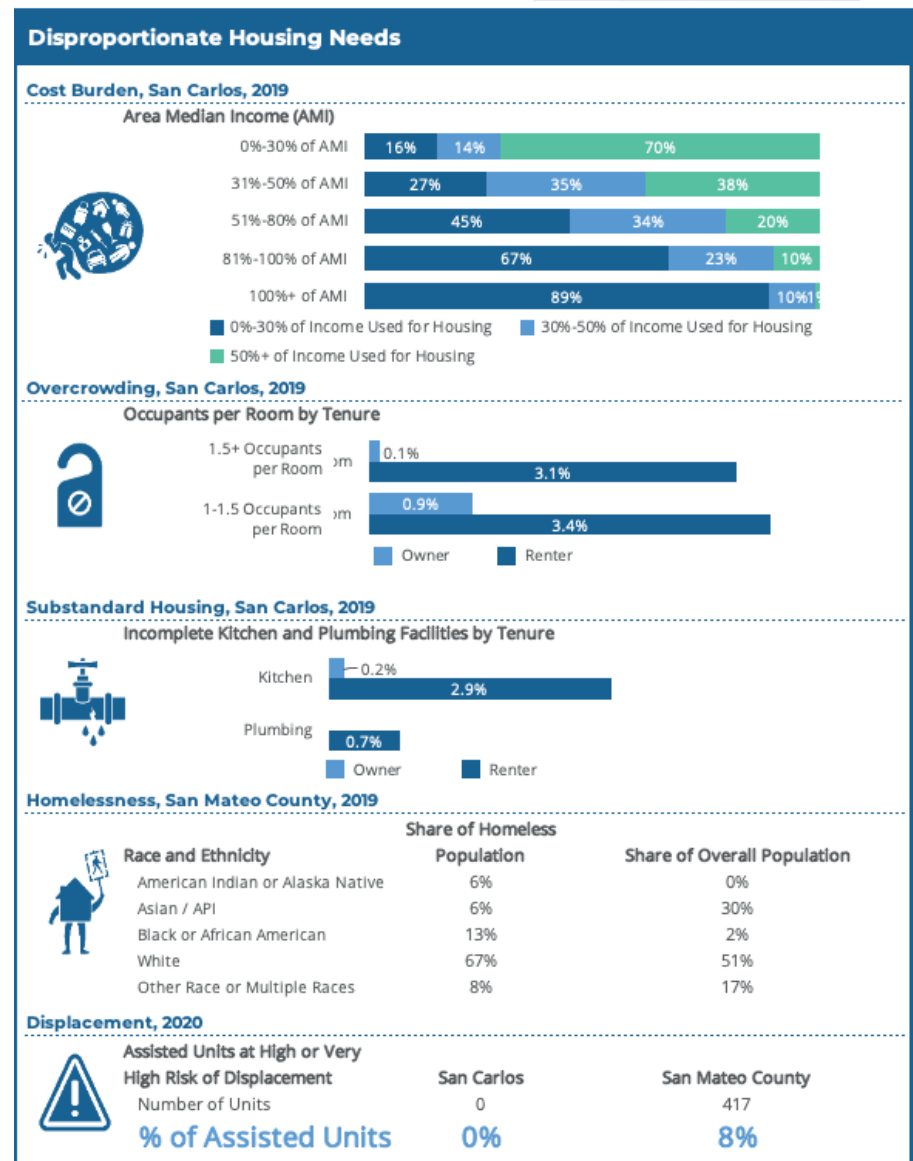 Disproportionate Housing Needs
Cost Burden, San Carlos, 2019
Area Median Income (AMI)
0%-30% of AMI 16% 14% 70%
31%-50% of AMI 27% 35% 38%
51%-80% of AMI 45% 34% 20%
81%-100% of AMI 67% 23% 10%
100%+ of AMI 89% 10% 1%
0%-30% of Income Used for Housing 30%-50% of Income Used for Housing
50%+ of Income Used for Housing
Overcrowding, San Carlos, 2019
Occupants per Room by Tenure
1.5+ Occupants 0.1%
per Room om 3.1%
1-1.5 Occupants om 0.9%
per Room 3.4%
Owner Renter
Substandard Housing, San Carlos, 2019
Incomplete Kitchen and Plumbing Facilities by Tenure
Kitchen 0.2%
2.9%
Plumbing 0.7%
Owner Renter
Homelessness, San Mateo County, 2019
Share of Homeless
Race and Ethnicity Population Share of Overall Population
American Indian or Alaska Native 6% 0%
Asian / API 6% 30%
Black or African American 13% 2%
White 67% 51%
Other Race or Multiple Races 8% 17%
Displacement, 2020
Assisted Units at High or Very
High Risk of Displacement San Carlos San Mateo County
Number of Units 0 417
% of Assisted Units 0% 8%